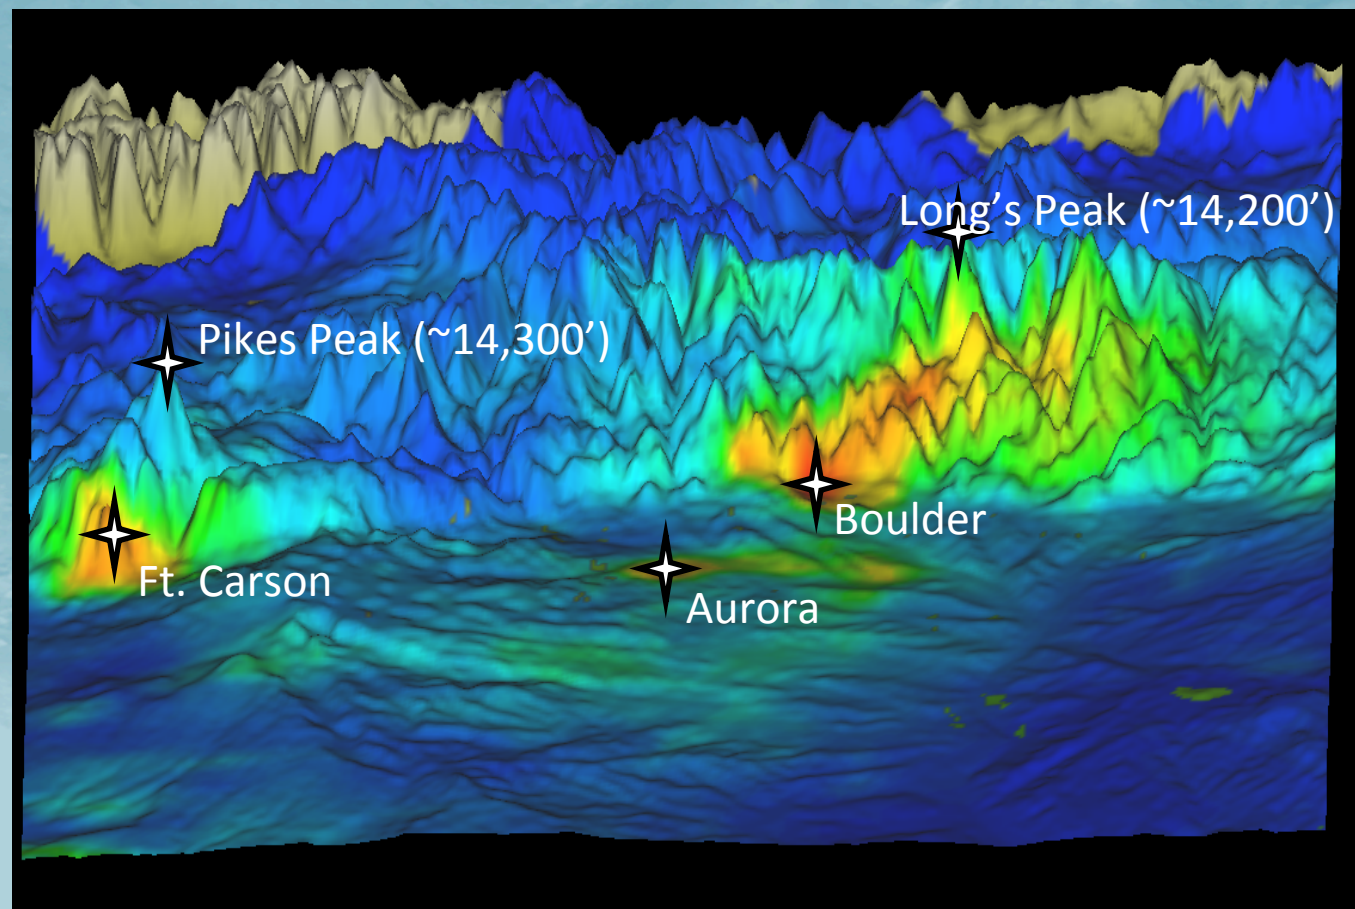 Long’s Peak (~14,200’)
Pikes Peak (~14,300’)
Boulder
Ft. Carson
Aurora